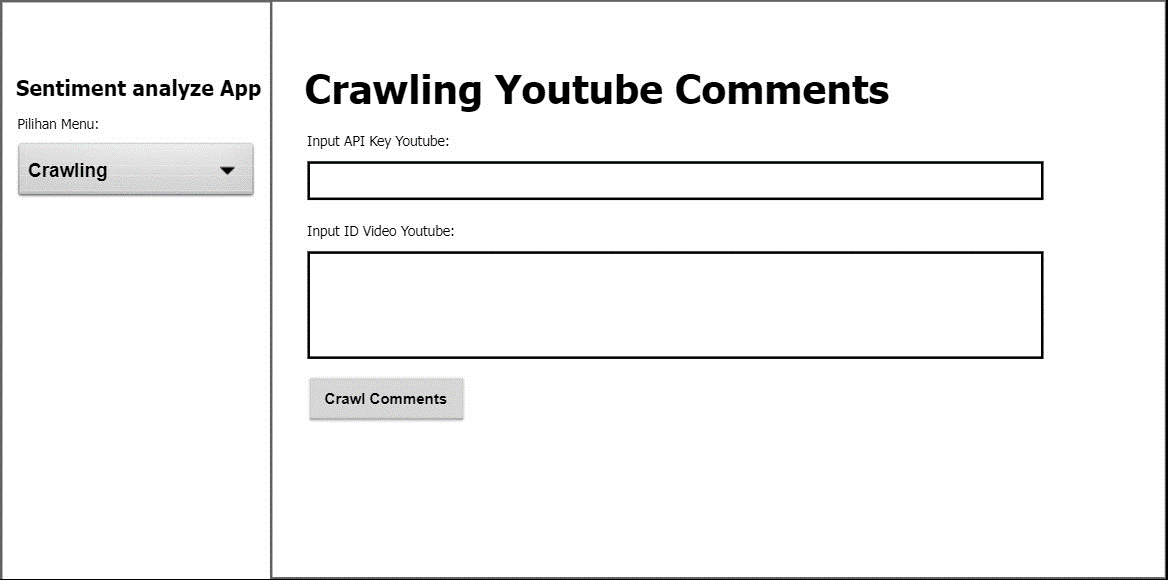 Sentiment analyze App
Pilihan Menu:
Crawling
Crawling Youtube Comments
Input API Key Youtube:
Input ID Video Youtube:
Crawl Comments